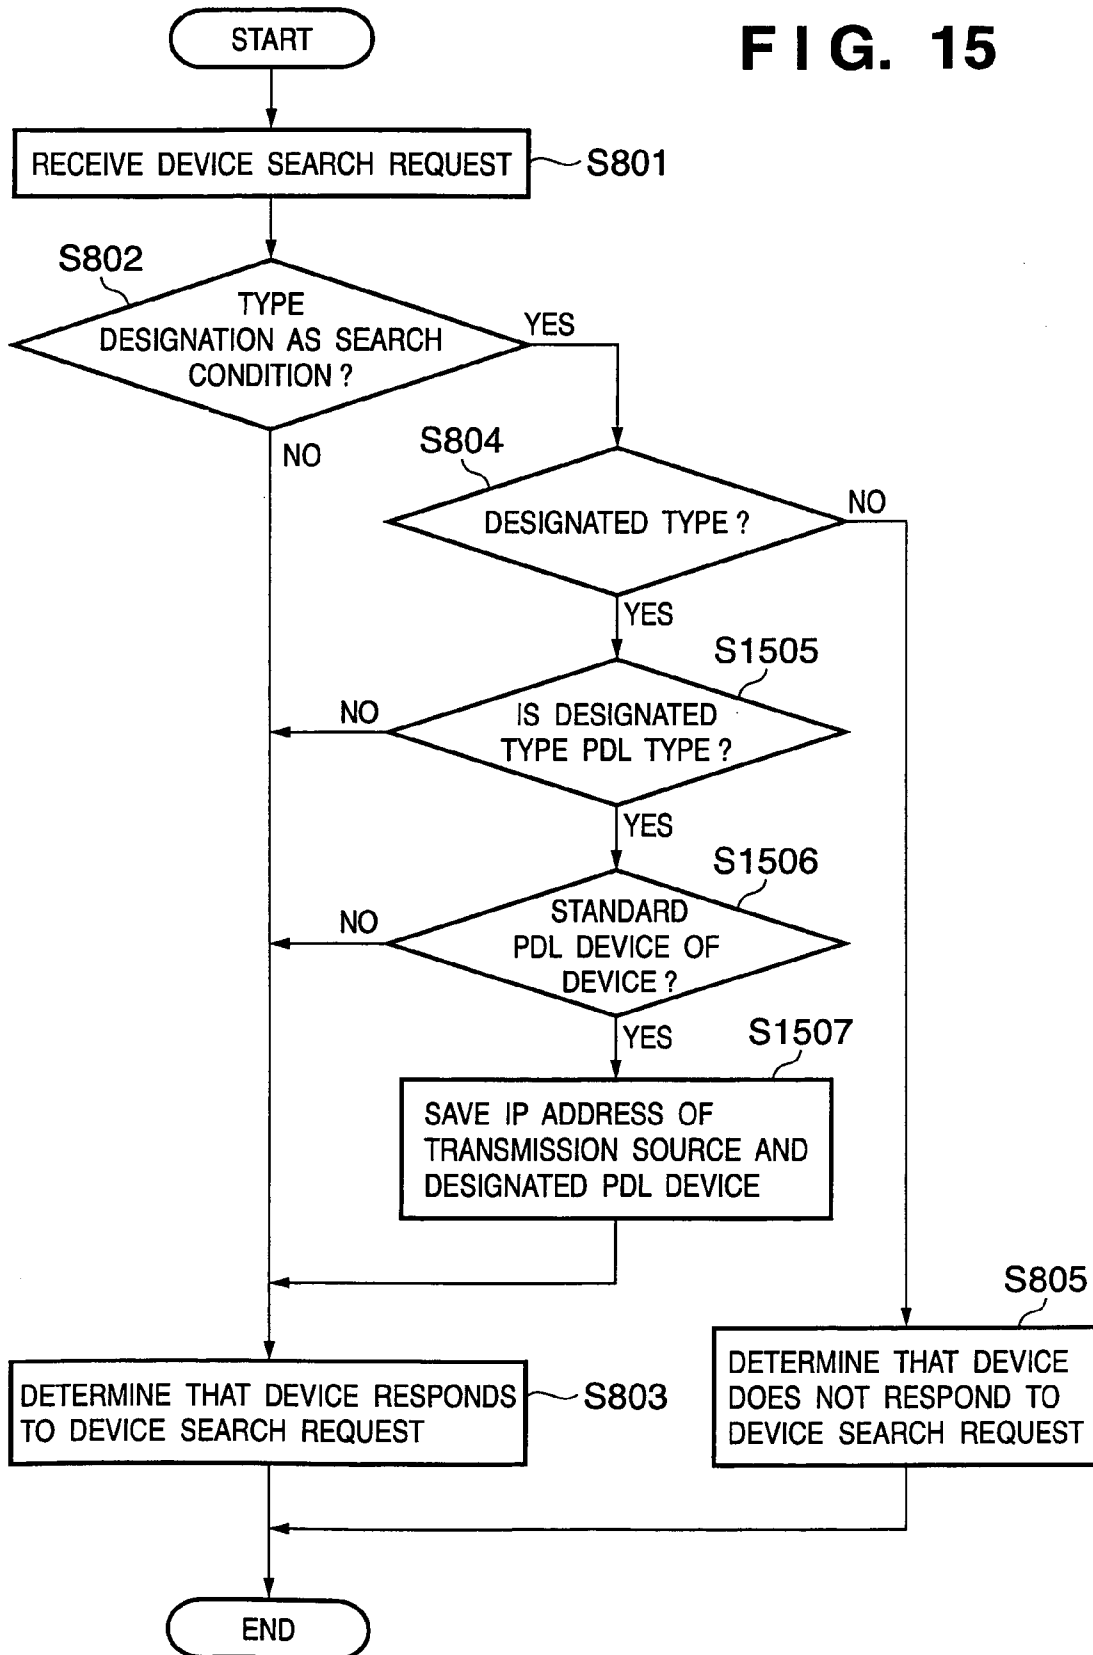 START
FIG. 15
RECEIVE DEVICE SEARCH REQUEST
S801
S802
TYPE
DESIGNATION AS SEARCH
CONDITION ?
YES
NO
S804
DESIGNATED TYPE ?
NO
YES
S1505
IS DESIGNATED
TYPE PDL TYPE ?
NO
YES
S1506
STANDARD
PDL DEVICE OF
DEVICE ?
NO
YES
S1507
SAVE IP ADDRESS OF
TRANSMISSION SOURCE AND
DESIGNATED PDL DEVICE
S805
DETERMINE THAT DEVICE
DOES NOT RESPOND TO
DEVICE SEARCH REQUEST
DETERMINE THAT DEVICE RESPONDS
TO DEVICE SEARCH REQUEST
S803
END